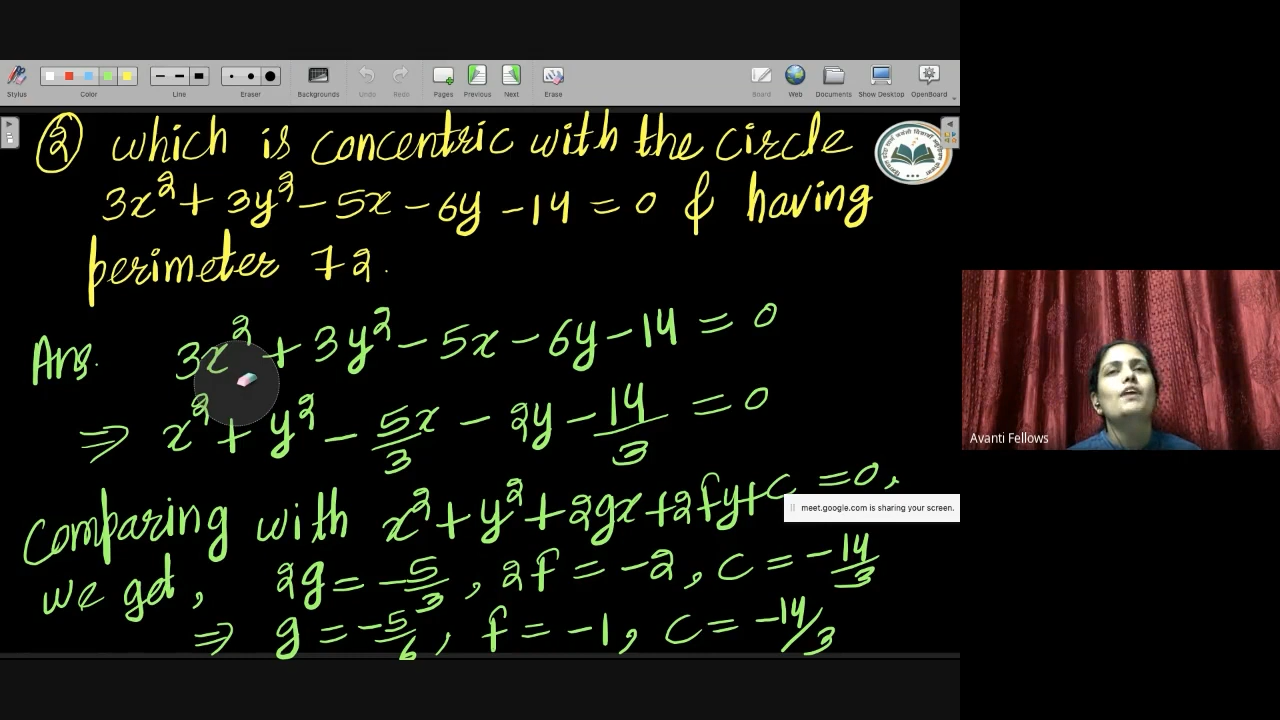 Stylus Color Line Eraser Backgrounds Undo Redo Pages Previous Next Erase Board Web Documents Show Desktop OpenBoard
② which is concentric with the circle
3x² + 3y² - 5x - 6y - 14 = 0 & having
perimeter 72.
Ans. 3x² + 3y² - 5x - 6y - 14 = 0
⇒ x² + y² - 5x/3 - 2y - 14/3 = 0
Comparing with x² + y² + 2gx + 2fy + c = 0,
meet.google.com is sharing your screen.
we get, 2g = -5/3, 2f = -2, c = -14/3
⇒ g = -5/6, f = -1, c = -14/3
Avanti Fellows